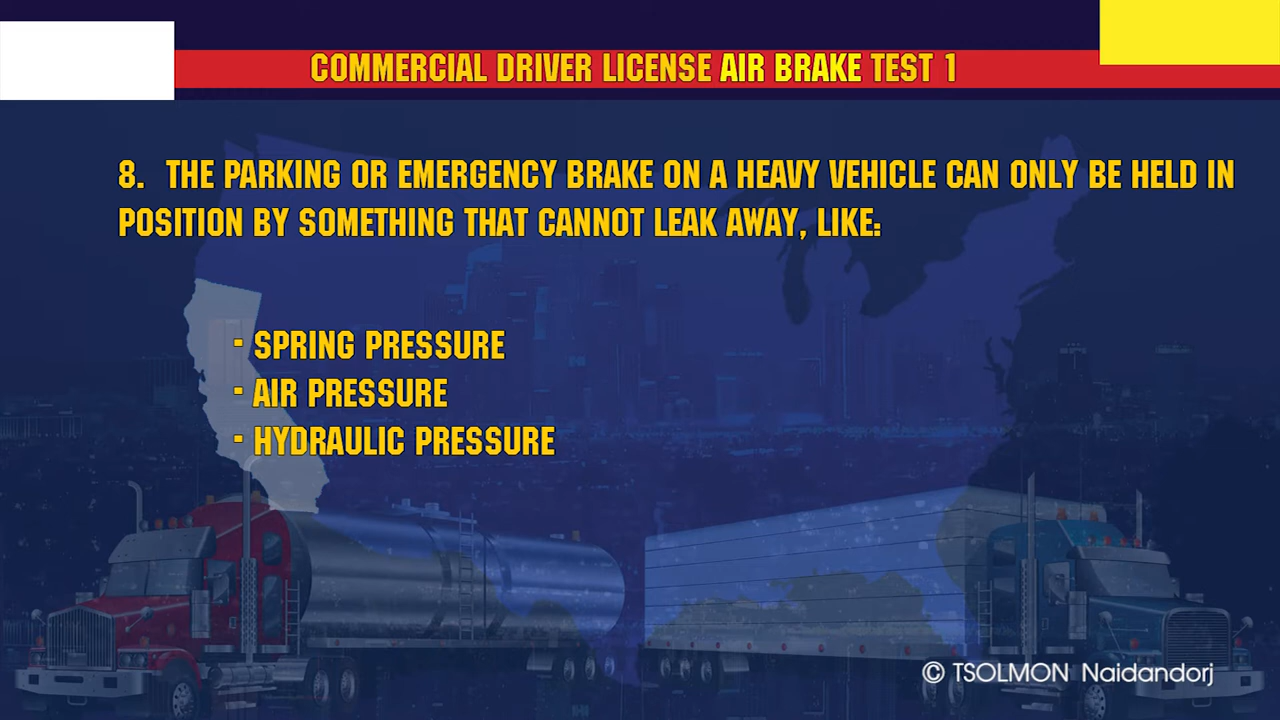 COMMERCIAL DRIVER LICENSE AIR BRAKE TEST 1
8. THE PARKING OR EMERGENCY BRAKE ON A HEAVY VEHICLE CAN ONLY BE HELD IN
POSITION BY SOMETHING THAT CANNOT LEAK AWAY, LIKE:
· SPRING PRESSURE
· AIR PRESSURE
· HYDRAULIC PRESSURE
© TSOLMON Naidandorj